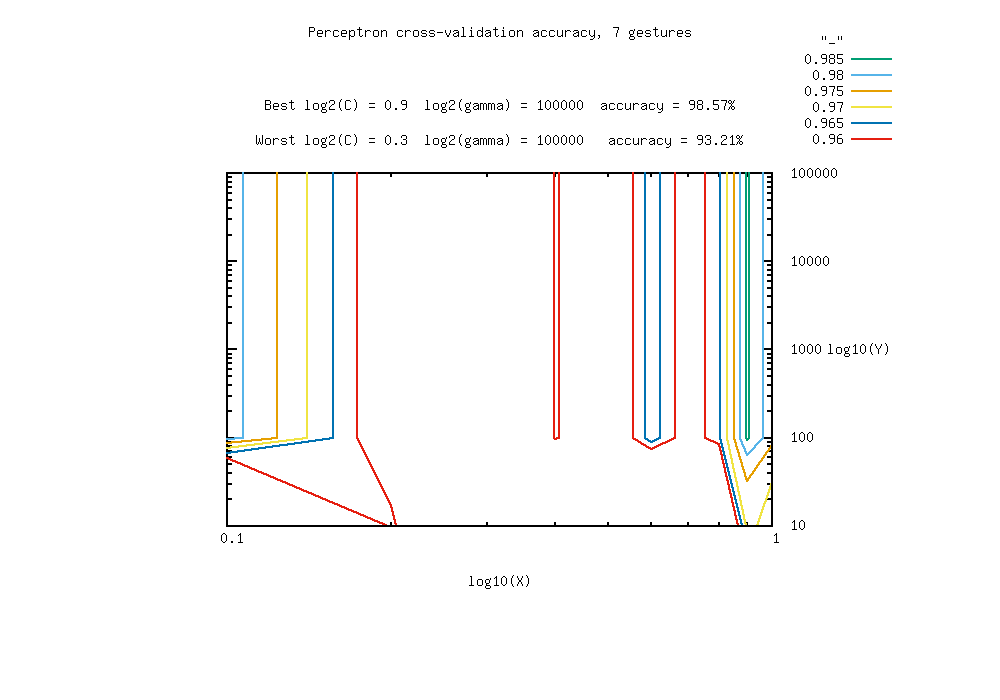 Perceptron cross-validation accuracy, 7 gestures
"_"
0.985
0.98
0.975
0.97
0.965
0.96
Best log2(C) = 0.9  log2(gamma) = 100000  accuracy = 98.57%
Worst log2(C) = 0.3  log2(gamma) = 100000   accuracy = 93.21%
100000
10000
1000 log10(Y)
100
10
0.1 1
log10(X)